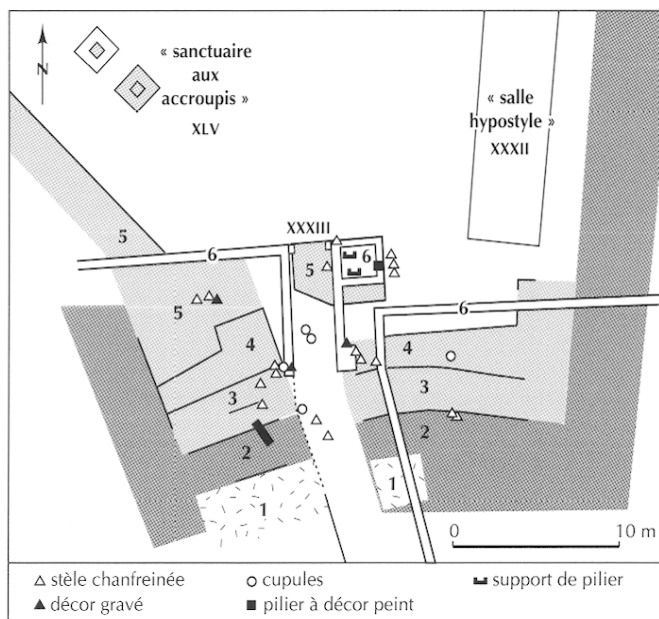 N
« sanctuaire
aux
accroupis »
XLV
« salle
hypostyle »
XXXII
5
XXXIII
6
5
6
5
6
4
4
3
3
2
2
1
1
0 10 m
stèle chanfreinée
cupules
support de pilier
décor gravé
pilier à décor peint